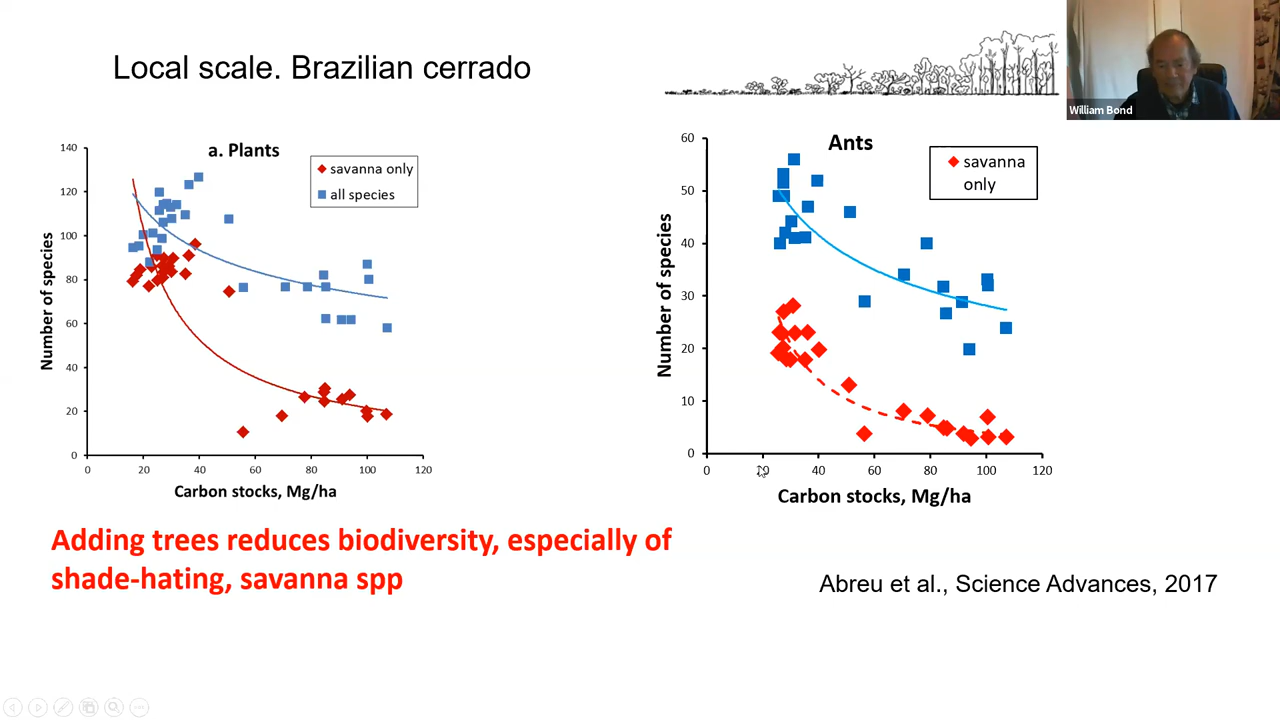 Local scale. Brazilian cerrado
William Bond
a. Plants
savanna only
all species
Number of species
140
120
100
80
60
40
20
0
0 20 40 60 80 100 120
Carbon stocks, Mg/ha
Ants
savanna
only
Number of species
60
50
40
30
20
10
0
0 20 40 60 80 100 120
Carbon stocks, Mg/ha
Adding trees reduces biodiversity, especially of
shade-hating, savanna spp
Abreu et al., Science Advances, 2017